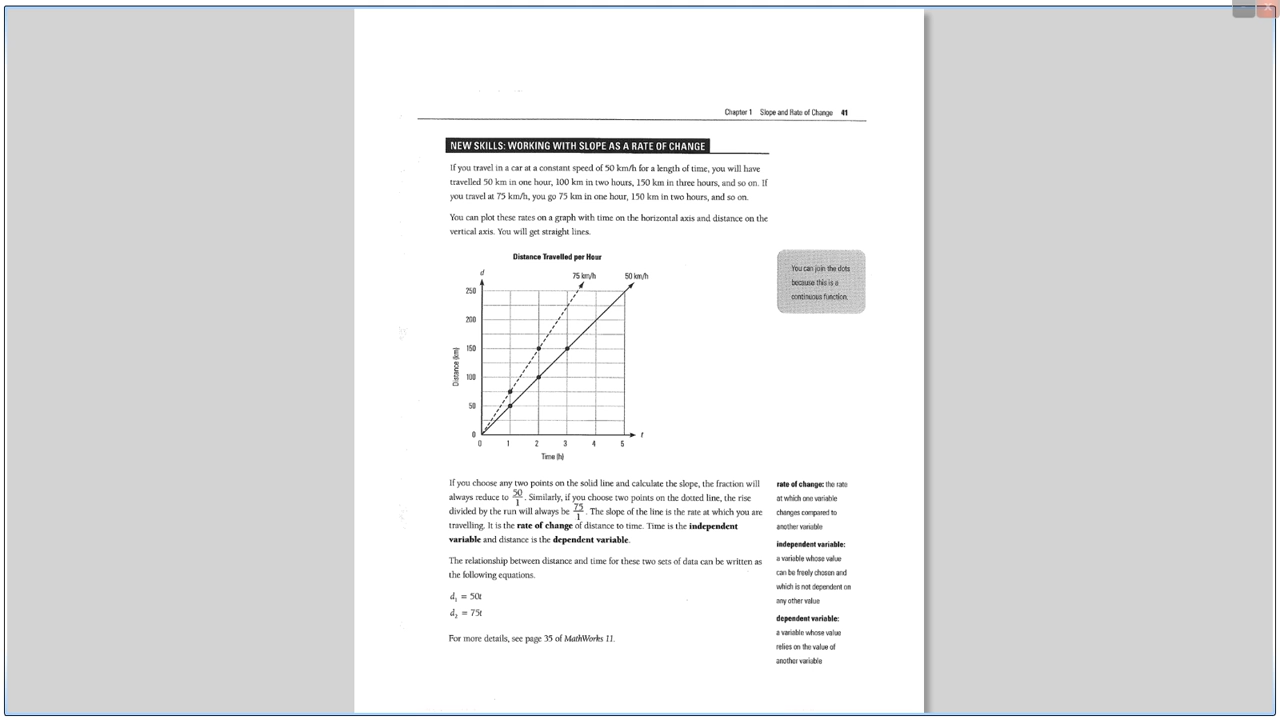 Chapter 1 Slope and Rate of Change 41
NEW SKILLS: WORKING WITH SLOPE AS A RATE OF CHANGE
If you travel in a car at a constant speed of 50 km/h for a length of time, you will have
travelled 50 km in one hour, 100 km in two hours, 150 km in three hours, and so on. If
you travel at 75 km/h, you go 75 km in one hour, 150 km in two hours, and so on.
You can plot these rates on a graph with time on the horizontal axis and distance on the
vertical axis. You will get straight lines.
Distance Travelled per Hour
d
75 km/h 50 km/h
250
200
150
100
50
0
Distance (km)
0 1 2 3 4 5
t
Time (h)
You can join the dots
because this is a
continuous function.
If you choose any two points on the solid line and calculate the slope, the fraction will
always reduce to 50/1. Similarly, if you choose two points on the dotted line, the rise
divided by the run will always be 75/1. The slope of the line is the rate at which you are
travelling. It is the rate of change of distance to time. Time is the independent
variable and distance is the dependent variable.
The relationship between distance and time for these two sets of data can be written as
the following equations.
d₁ = 50t
d₂ = 75t
For more details, see page 35 of MathWorks 11.
rate of change: the rate
at which one variable
changes compared to
another variable
independent variable:
a variable whose value
can be freely chosen and
which is not dependent on
any other value
dependent variable:
a variable whose value
relies on the value of
another variable